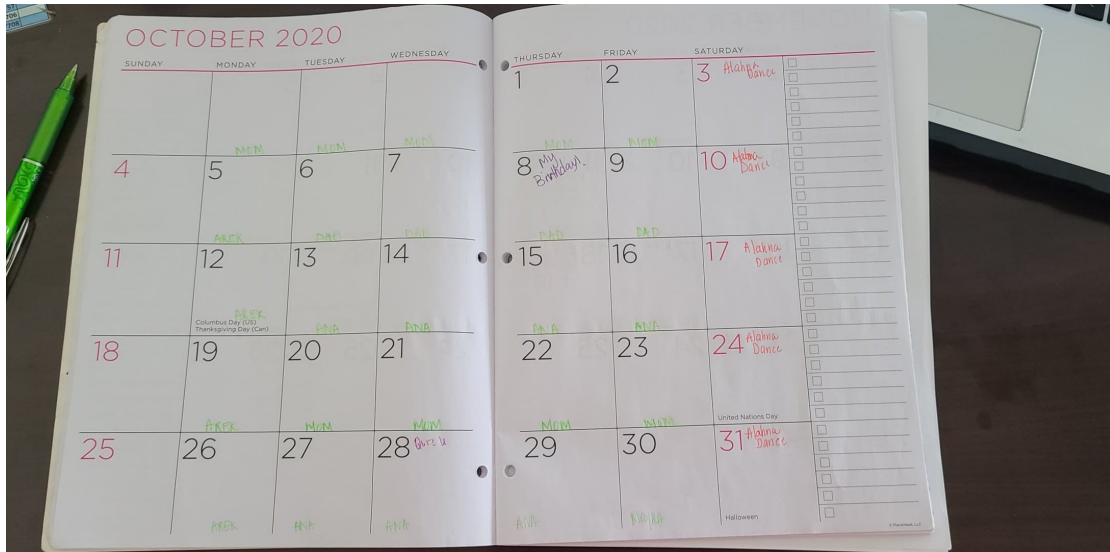 OCTOBER 2020
SUNDAY MONDAY TUESDAY WEDNESDAY THURSDAY FRIDAY SATURDAY
1 2 3 Alahna
Dance
MOM MOM MOM MOM MOM
4 5 6 7 8 My
Birthday! 9 10 Alahna
Dance
AREK DAD DAD DAD DAD
11 12 13 14 15 16 17 Alahna
Dance
AREK ANA ANA ANA ANA
Columbus Day (US)
Thanksgiving Day (Can)
18 19 20 21 22 23 24 Alahna
Dance
AREK MOM MOM MOM MOM
United Nations Day
25 26 27 28 29 30 31 Alahna
Dance
AREK ANA ANA ANA
Halloween